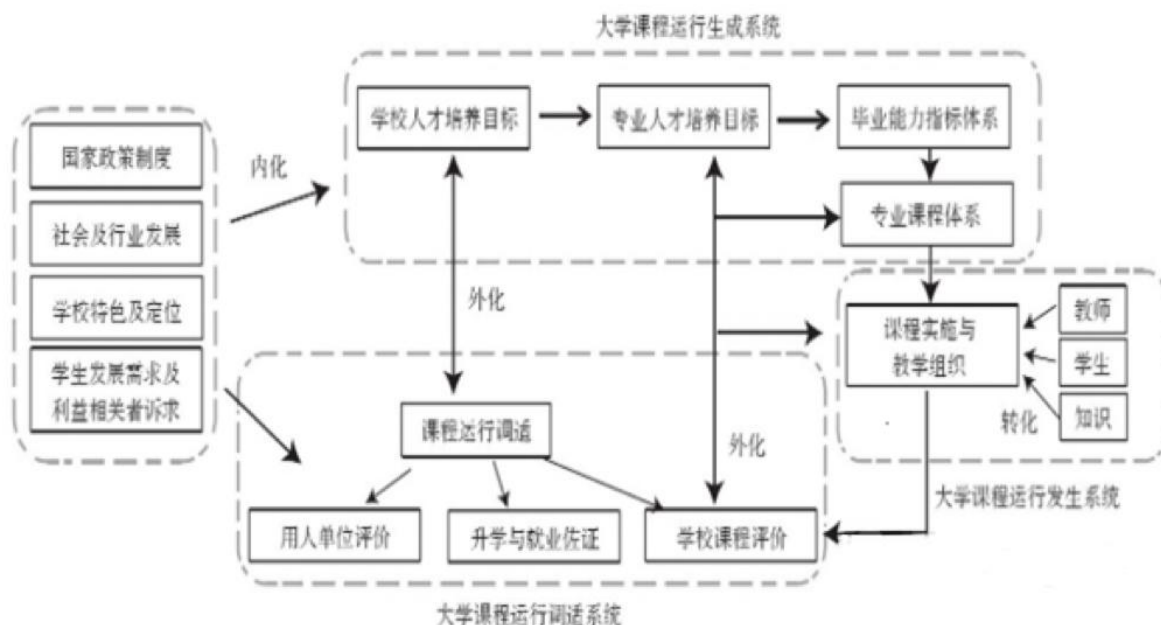 大学课程运行生成系统
学校人才培养目标
专业人才培养目标
毕业能力指标体系
国家政策制度
内化
社会及行业发展
专业课程体系
学校特色及定位
外化
课程实施与
教学组织
教师
学生
知识
转化
学生发展需求及
利益相关者诉求
课程运行调适
外化
大学课程运行发生系统
用人单位评价
升学与就业佐证
学校课程评价
大学课程运行调适系统